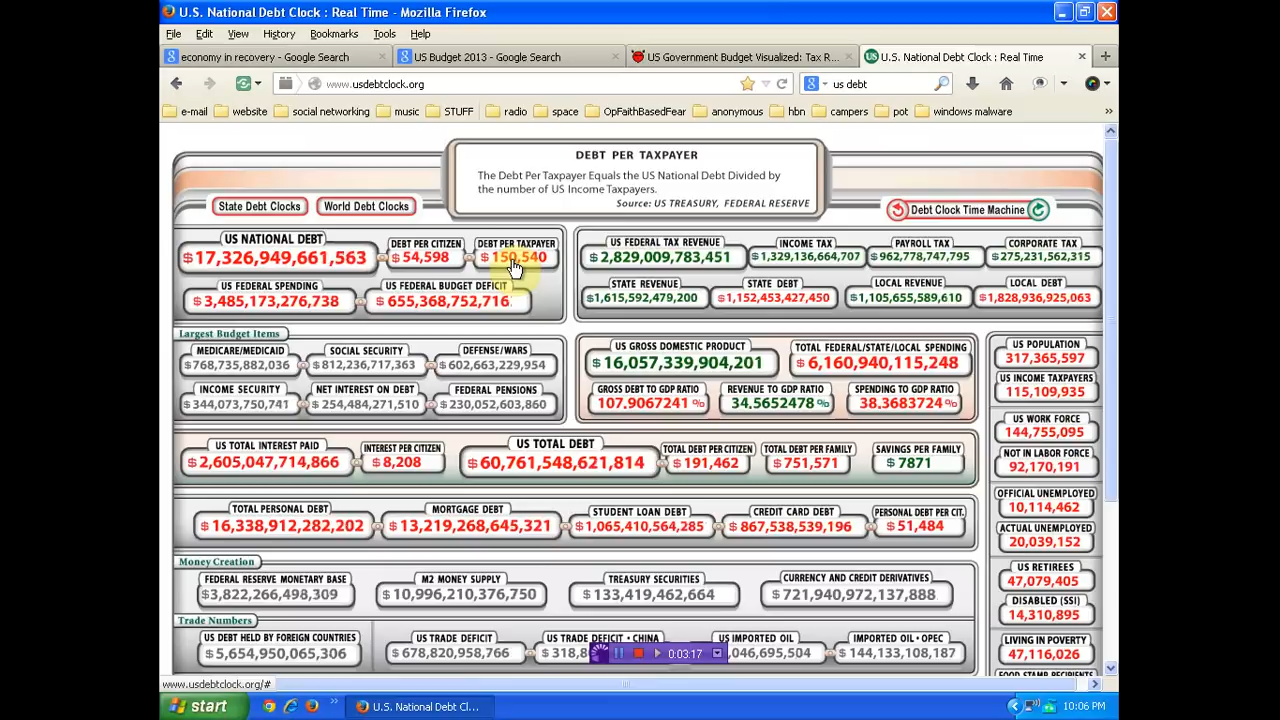 U.S. National Debt Clock : Real Time - Mozilla Firefox
File Edit View History Bookmarks Tools Help
economy in recovery - Google Search
US Budget 2013 - Google Search
US Government Budget Visualized: Tax R...
U.S. National Debt Clock : Real Time
www.usdebtclock.org
us debt
e-mail website social networking music STUFF radio space OpFaithBasedFear anonymous hbn campers pot windows malware
DEBT PER TAXPAYER
The Debt Per Taxpayer Equals the US National Debt Divided by
the number of US Income Taxpayers.
Source: US TREASURY, FEDERAL RESERVE
State Debt Clocks
World Debt Clocks
Debt Clock Time Machine
US NATIONAL DEBT
$17,326,949,661,563
DEBT PER CITIZEN
$54,598
DEBT PER TAXPAYER
$150,540
US FEDERAL SPENDING
$3,485,173,276,738
US FEDERAL BUDGET DEFICIT
$655,368,752,716
US FEDERAL TAX REVENUE
$2,829,009,783,451
INCOME TAX
$1,329,136,664,707
PAYROLL TAX
$962,778,747,795
CORPORATE TAX
$275,231,562,315
STATE REVENUE
$1,615,592,479,200
STATE DEBT
$1,152,453,427,450
LOCAL REVENUE
$1,105,655,589,610
LOCAL DEBT
$1,828,936,925,063
Largest Budget Items
MEDICARE/MEDICAID
$768,735,882,036
SOCIAL SECURITY
$812,236,717,363
DEFENSE/WARS
$602,663,229,954
INCOME SECURITY
$344,073,750,741
NET INTEREST ON DEBT
$254,484,271,510
FEDERAL PENSIONS
$230,052,603,860
US GROSS DOMESTIC PRODUCT
$16,057,339,904,201
TOTAL FEDERAL/STATE/LOCAL SPENDING
$6,160,940,115,248
GROSS DEBT TO GDP RATIO
107.9067241%
REVENUE TO GDP RATIO
34.5652478%
SPENDING TO GDP RATIO
38.3683724%
US POPULATION
317,365,597
US INCOME TAXPAYERS
115,109,935
US WORK FORCE
144,755,095
NOT IN LABOR FORCE
92,170,191
OFFICIAL UNEMPLOYED
10,114,462
ACTUAL UNEMPLOYED
20,039,152
US RETIREES
47,079,405
DISABLED (SSI)
14,310,895
LIVING IN POVERTY
47,116,026
FOOD STAMP RECIPIENTS
US TOTAL INTEREST PAID
$2,605,047,714,866
INTEREST PER CITIZEN
$8,208
US TOTAL DEBT
$60,761,548,621,814
TOTAL DEBT PER CITIZEN
$191,462
TOTAL DEBT PER FAMILY
$751,571
SAVINGS PER FAMILY
$7871
TOTAL PERSONAL DEBT
$16,338,912,282,202
MORTGAGE DEBT
$13,219,268,645,321
STUDENT LOAN DEBT
$1,065,410,564,285
CREDIT CARD DEBT
$867,538,539,196
PERSONAL DEBT PER CIT.
$51,484
Money Creation
FEDERAL RESERVE MONETARY BASE
$3,822,266,498,309
M2 MONEY SUPPLY
$10,996,210,376,750
TREASURY SECURITIES
$133,419,462,664
CURRENCY AND CREDIT DERIVATIVES
$721,940,972,137,888
Trade Numbers
US DEBT HELD BY FOREIGN COUNTRIES
$5,654,950,065,306
US TRADE DEFICIT
$678,820,958,766
US TRADE DEFICIT • CHINA
$318,8
US IMPORTED OIL
,046,695,504
IMPORTED OIL • OPEC
$144,133,108,187
0:03:17
www.usdebtclock.org/#
start
U.S. National Debt Cl...
10:06 PM